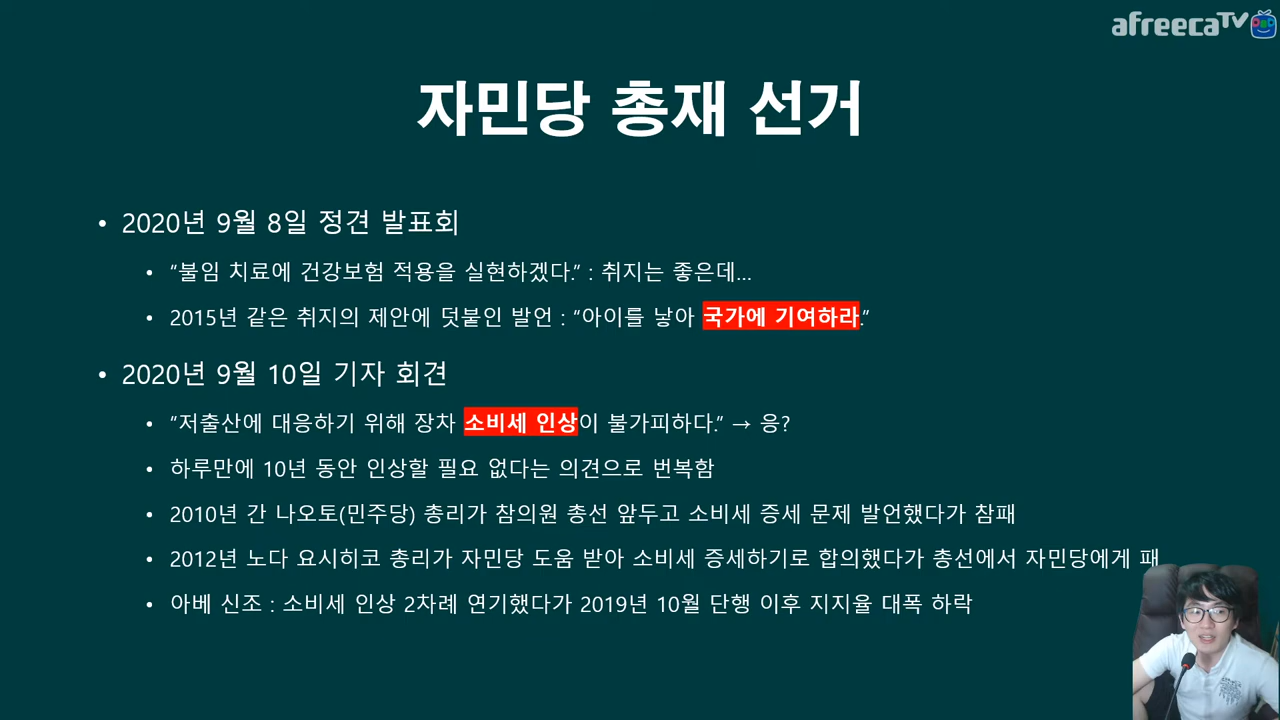 afreecaTV
자민당 총재 선거
• 2020년 9월 8일 정견 발표회
• “불임 치료에 건강보험 적용을 실현하겠다.” : 취지는 좋은데...
• 2015년 같은 취지의 제안에 덧붙인 발언 : “아이를 낳아 국가에 기여하라.”
• 2020년 9월 10일 기자 회견
• “저출산에 대응하기 위해 장차 소비세 인상이 불가피하다.” → 응?
• 하루만에 10년 동안 인상할 필요 없다는 의견으로 번복함
• 2010년 간 나오토(민주당) 총리가 참의원 총선 앞두고 소비세 증세 문제 발언했다가 참패
• 2012년 노다 요시히코 총리가 자민당 도움 받아 소비세 증세하기로 합의했다가 총선에서 자민당에게 패
• 아베 신조 : 소비세 인상 2차례 연기했다가 2019년 10월 단행 이후 지지율 대폭 하락